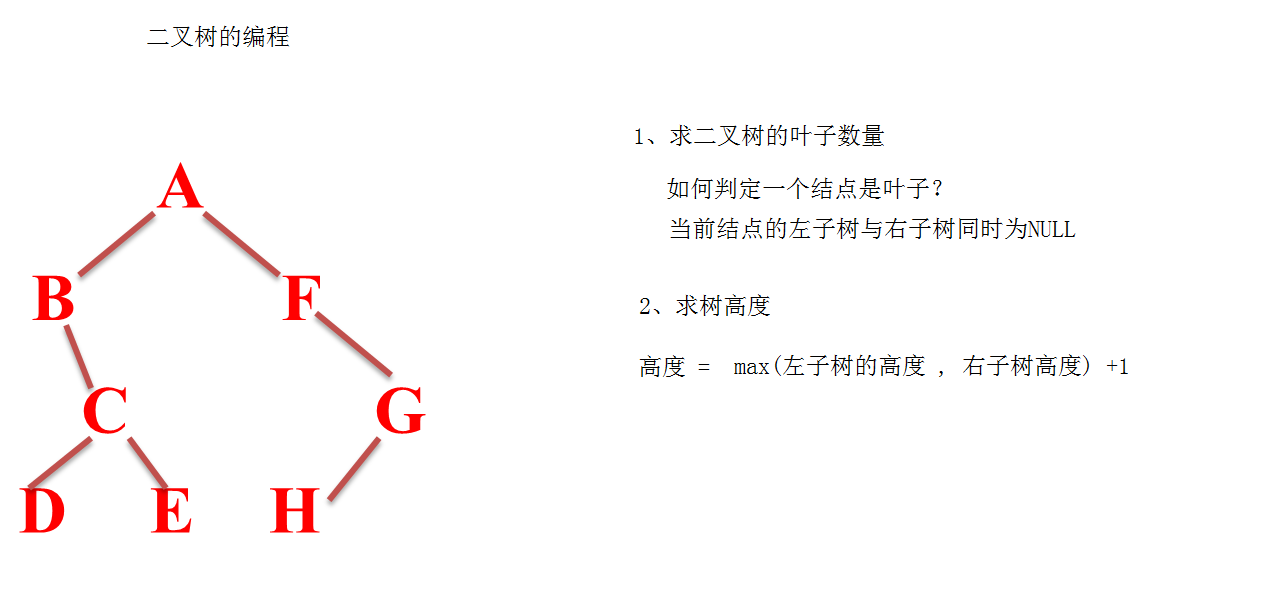 二叉树的编程
1、求二叉树的叶子数量
如何判定一个结点是叶子?
当前结点的左子树与右子树同时为NULL
2、求树高度
高度 = max(左子树的高度 , 右子树高度) +1
A
B F
C G
D E H